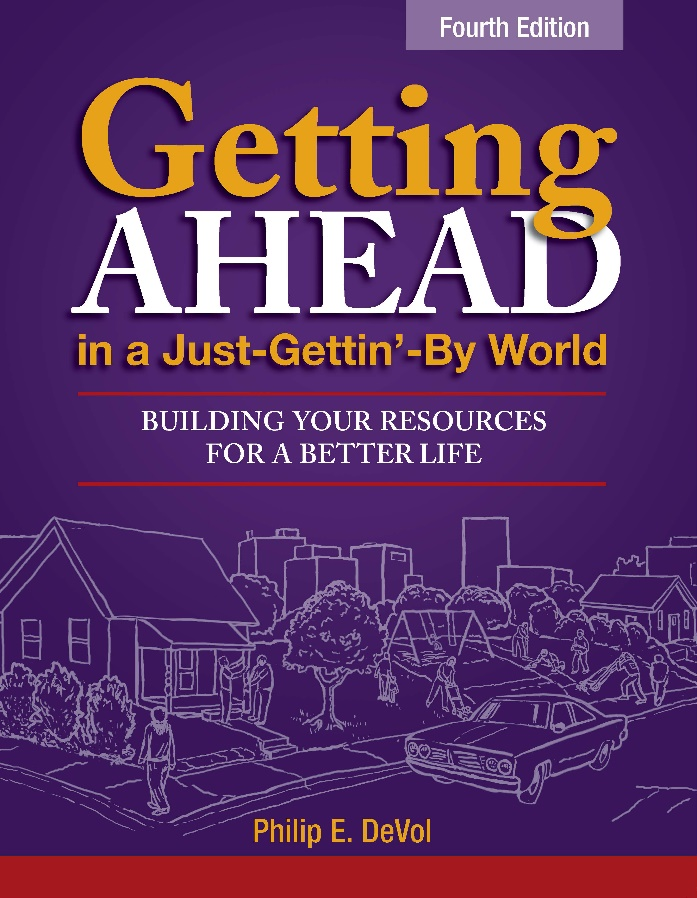 Fourth Edition
Getting
AHEAD
in a Just-Gettin’-By World
BUILDING YOUR RESOURCES
FOR A BETTER LIFE
Philip E. DeVol